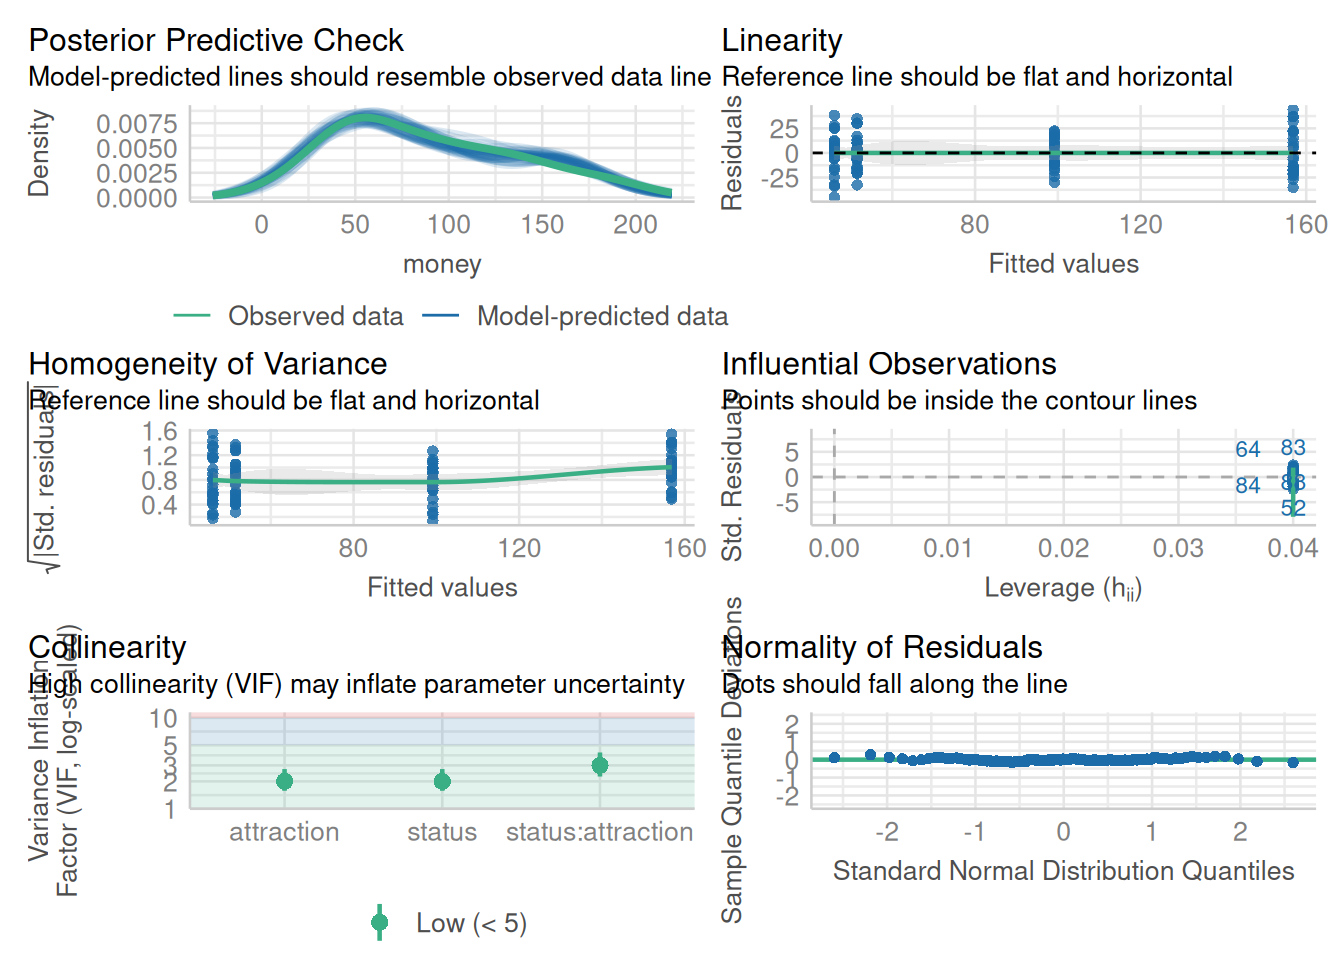 Posterior Predictive Check
Model-predicted lines should resemble observed data line
Density
0.0075
0.0050
0.0025
0.0000
0 50 100 150 200
money
Observed data Model-predicted data
Linearity
Reference line should be flat and horizontal
Residuals
25
0
-25
80 120 160
Fitted values
Homogeneity of Variance
Reference line should be flat and horizontal
√|Std. residuals|
1.6
1.2
0.8
0.4
80 120 160
Fitted values
Influential Observations
Points should be inside the contour lines
Std. Residuals
5
0
-5
64 83
84 88
52
0.00 0.01 0.02 0.03 0.04
Leverage (hii)
Collinearity
High collinearity (VIF) may inflate parameter uncertainty
Variance Inflation
Factor (VIF, log-scaled)
10
5
3
2
1
attraction status status:attraction
Low (< 5)
Normality of Residuals
Dots should fall along the line
Sample Quantile Deviations
2
1
0
-1
-2
-2 -1 0 1 2
Standard Normal Distribution Quantiles